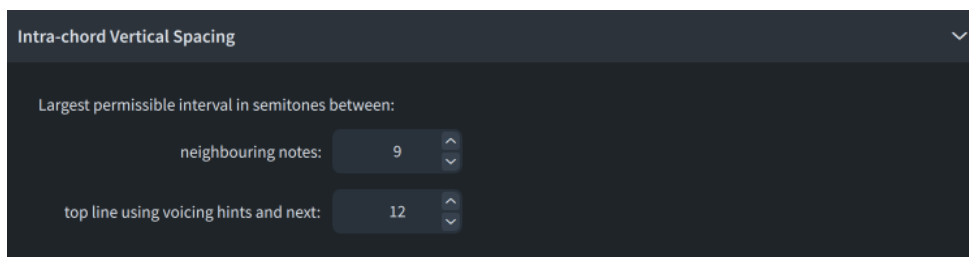 Intra-chord Vertical Spacing
Largest permissible interval in semitones between:
neighbouring notes: 9
top line using voicing hints and next: 12